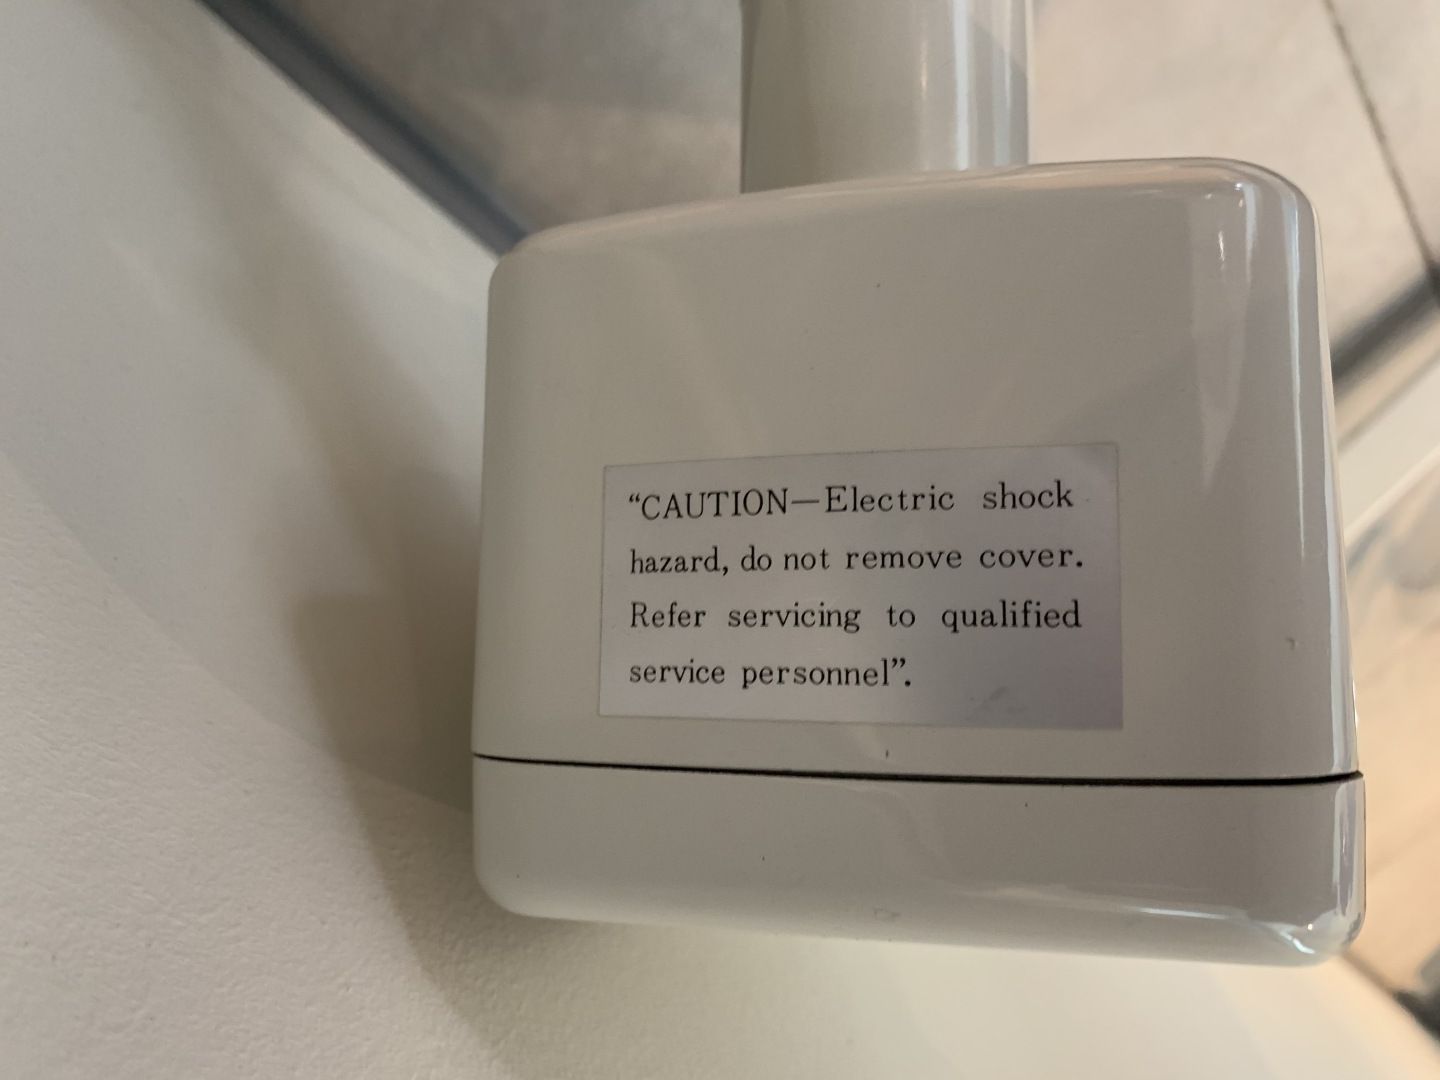 “CAUTION—Electric shock
hazard, do not remove cover.
Refer servicing to qualified
service personnel”.